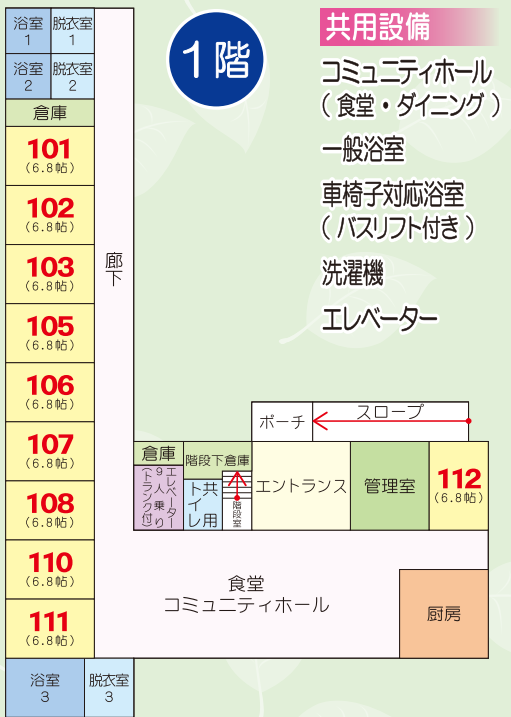 浴室
1
脱衣室
1
浴室
2
脱衣室
2
倉庫
101
(6.8帖)
102
(6.8帖)
103
(6.8帖)
105
(6.8帖)
106
(6.8帖)
107
(6.8帖)
108
(6.8帖)
110
(6.8帖)
111
(6.8帖)
浴室
3
脱衣室
3
廊下
1階
共用設備
コミュニティホール
（ 食堂・ダイニング ）
一般浴室
車椅子対応浴室
（ バスリフト付き ）
洗濯機
エレベーター
ポーチ
スロープ
倉庫
階段下倉庫
エレベーター
9人乗り
(トランク付)
共用
トイレ
階段室
エントランス
管理室
112
(6.8帖)
食堂
コミュニティホール
厨房